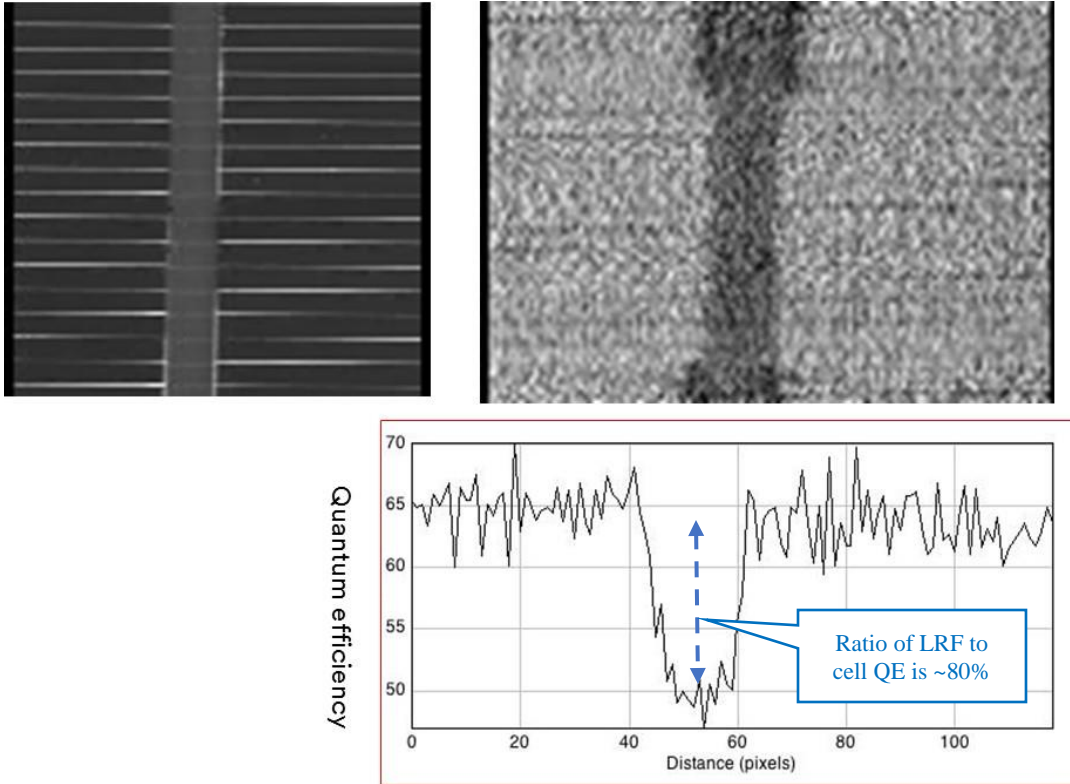 70
65
60
55
50
Quantum efficiency
Ratio of LRF to
cell QE is ~80%
0 20 40 60 80 100
Distance (pixels)